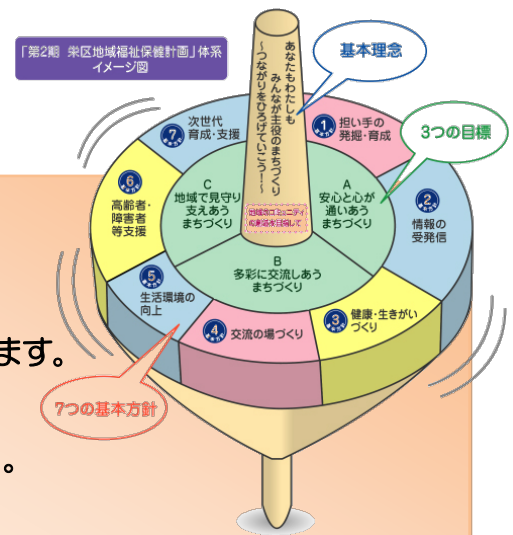 「第2期 栄区地域福祉保健計画」体系
イメージ図
あなたもわたしも
みんなが主役のまちづくり
～つながりをひろげていこう！～
基本理念
3つの目標
7つの基本方針
A
安心と心が
通いあう
まちづくり
B
多彩に交流しあう
まちづくり
C
地域で見守り
支えあう
まちづくり
1
担い手の
発掘・育成
2
情報の
受発信
3
健康・生きがい
づくり
4
交流の場づくり
5
生活環境の
向上
6
高齢者・
障害者
等支援
7
次世代
育成・支援
ます。
。